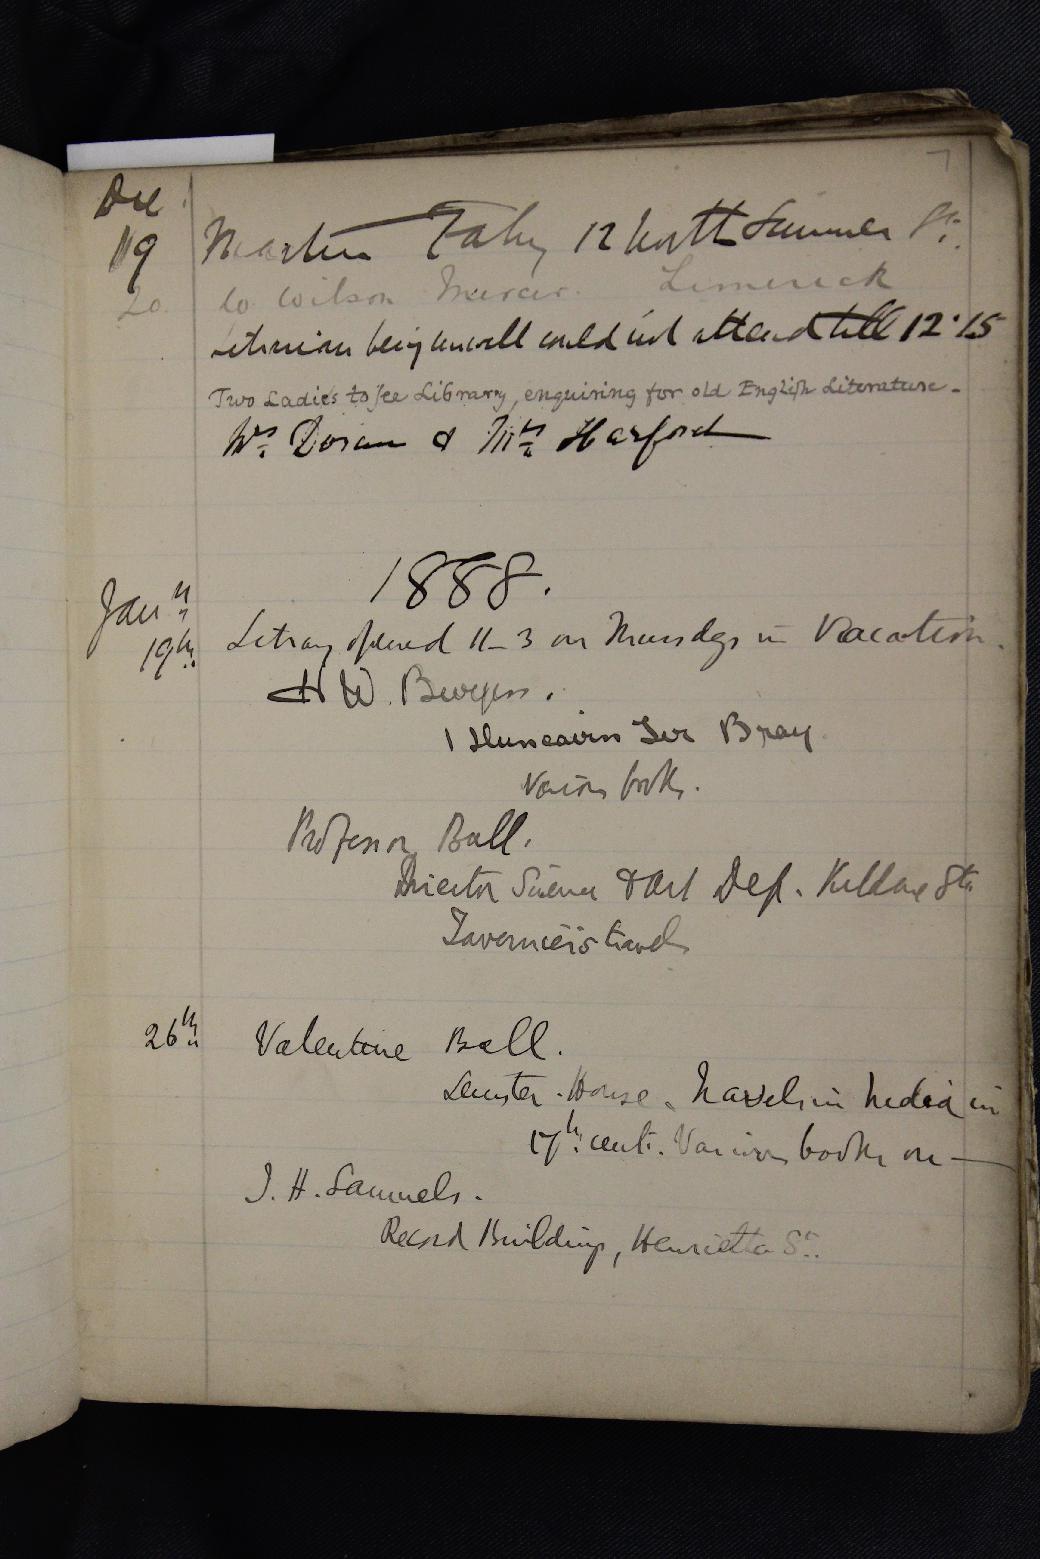 7
Dec
19 Martin Fahy 12 North Summer St.
20 W. Wilson Mercer. Limerick
Librarian being unwell could not attend till 12·15
Two Ladies to see Library, enquiring for old English Literature -
Mrs Doran & Mrs Harford
1888.
Jany
19th Library opened 11-3 on Thursdays in Vacation.
H W. Burgess.
1 Duncairn Ter Bray
Various books.
Professor Ball.
Director Science & Art Dep. Kildare St.
Tavernier's travels
26th Valentine Ball.
Leinster House. Travels in India in
17th cent. Various books on —
J. H. Samuels.
Record Buildings, Henrietta St.